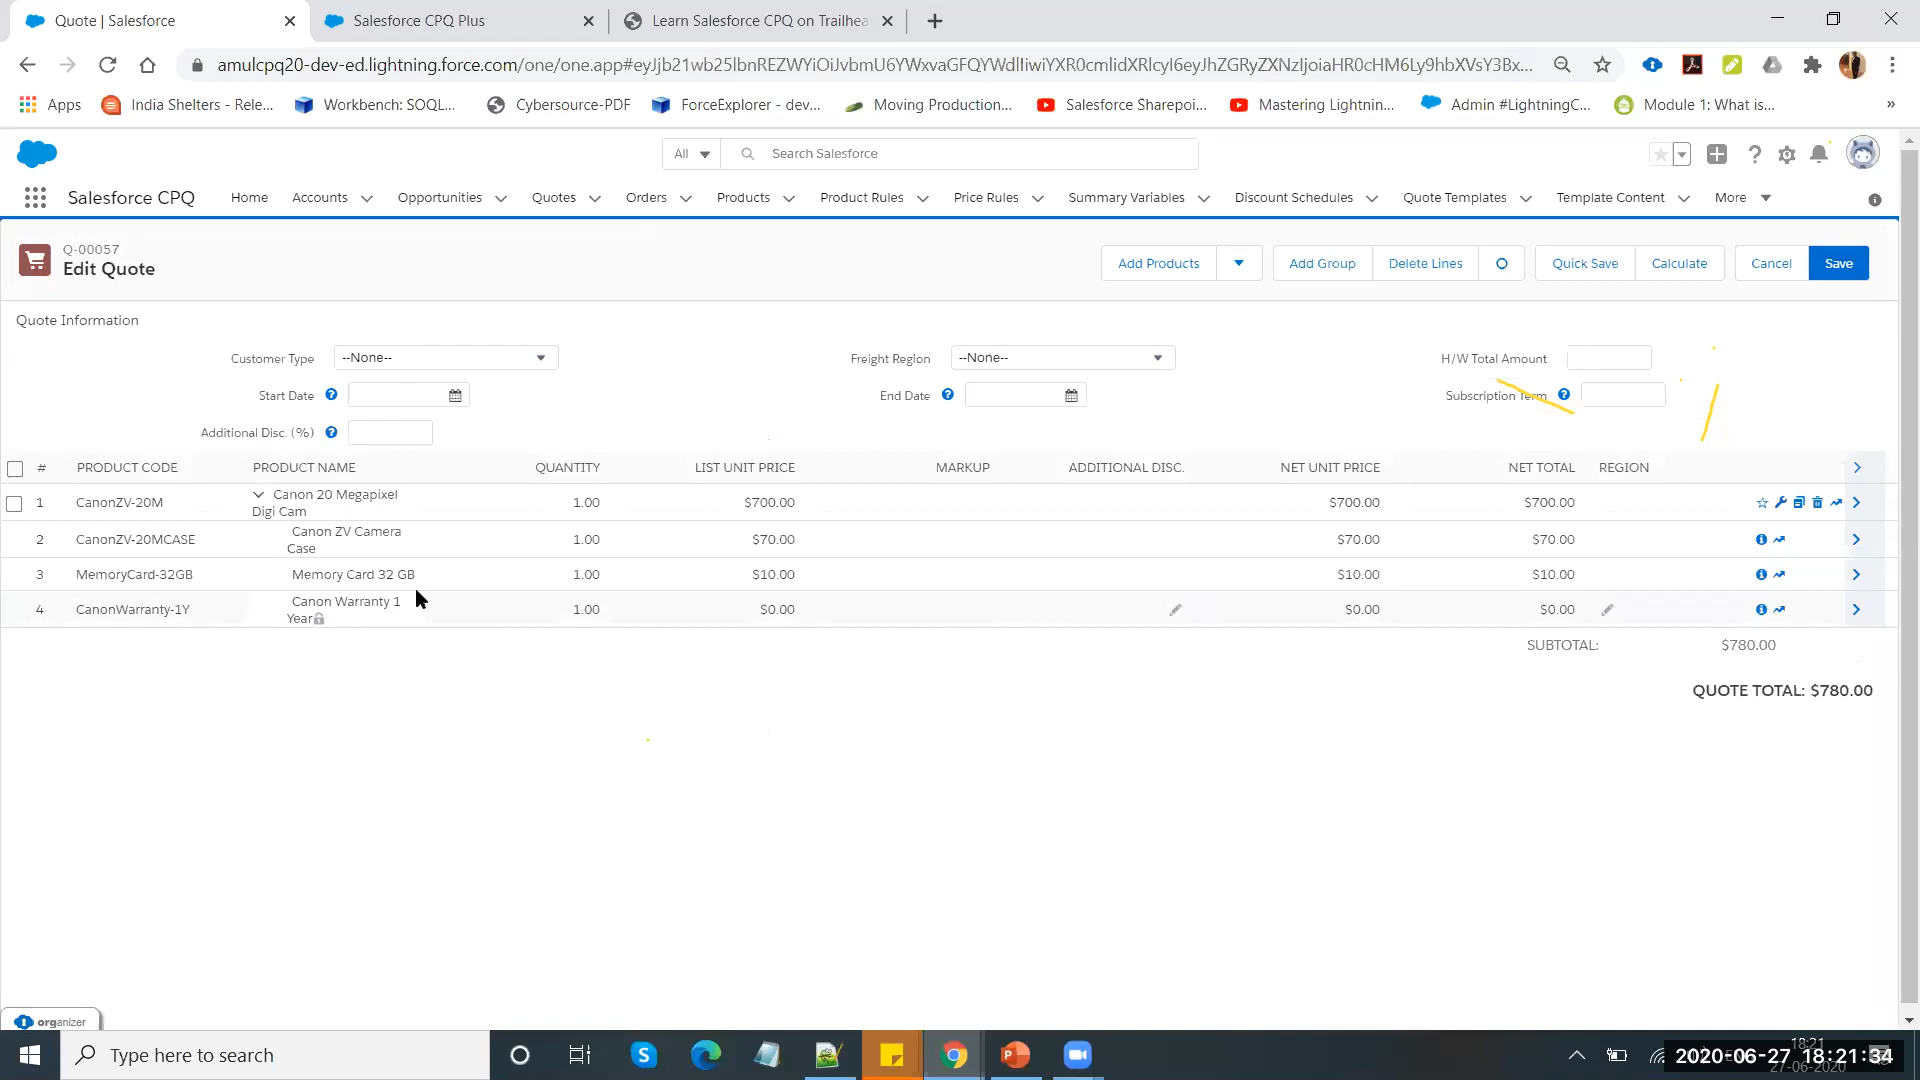 Quote | Salesforce
Salesforce CPQ Plus
Learn Salesforce CPQ on Trailhea
amulcpq20-dev-ed.lightning.force.com
Apps
India Shelters - Rele...
Workbench: SOQL...
Cybersource-PDF
ForceExplorer - dev...
Moving Production...
Salesforce Sharepoi...
Mastering Lightnin...
Admin #LightningC...
Module 1: What is...
»
All
Search Salesforce
Salesforce CPQ
Home
Accounts
Opportunities
Quotes
Orders
Products
Product Rules
Price Rules
Summary Variables
Discount Schedules
Quote Templates
Template Content
More
Q-00057
Edit Quote
Add Products
Add Group
Delete Lines
Quick Save
Calculate
Cancel
Save
Quote Information
Customer Type --None--
Freight Region --None--
H/W Total Amount
Start Date
End Date
Subscription Term
Additional Disc. (%)
# PRODUCT CODE PRODUCT NAME QUANTITY LIST UNIT PRICE MARKUP ADDITIONAL DISC. NET UNIT PRICE NET TOTAL REGION
1 CanonZV-20M Canon 20 Megapixel Digi Cam 1.00 $700.00 $700.00 $700.00
2 CanonZV-20MCASE Canon ZV Camera Case 1.00 $70.00 $70.00 $70.00
3 MemoryCard-32GB Memory Card 32 GB 1.00 $10.00 $10.00 $10.00
4 CanonWarranty-1Y Canon Warranty 1 Year 1.00 $0.00 $0.00 $0.00
SUBTOTAL: $780.00
QUOTE TOTAL: $780.00
organizer
Type here to search
18:21
2020-06-27 18:21:34
27-06-2020